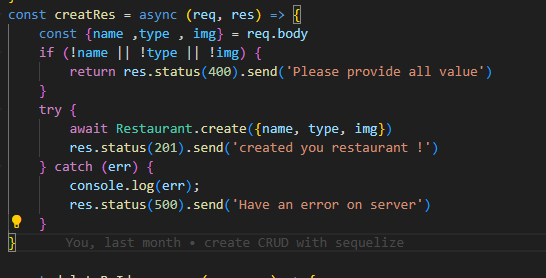 const creatRes = async (req, res) => {
    const {name ,type , img} = req.body
    if (!name || !type || !img) {
        return res.status(400).send('Please provide all value')
    }
    try {
        await Restaurant.create({name, type, img})
        res.status(201).send('created you restaurant !')
    } catch (err) {
        console.log(err);
        res.status(500).send('Have an error on server')
    }
}    You, last month • create CRUD with sequelize